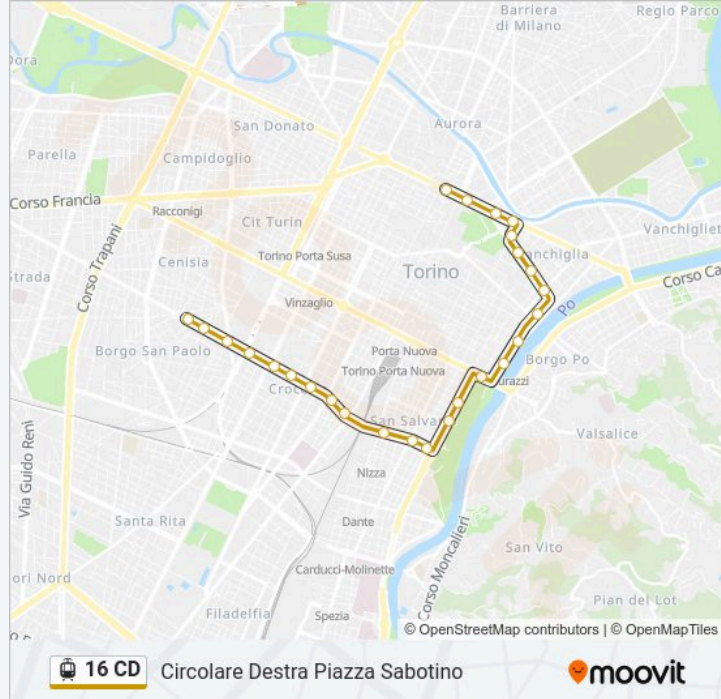 Barriera
di Milano
Regio Parco
Dora
San Donato
Aurora
Parella
Campidoglio
Corso Francia
Racconigi
Vanchigliet
Cit Turin
Vanchiglia
Strada
Cenisia
Torino Porta Susa
Torino
Corso Trapani
Corso Ca
Vinzaglio
Po
Borgo San Paolo
Porta Nuova
Borgo Po
Torino Porta Nuova
Croce
urazzi
San Salva
Valsalice
Via Guido Reni
Nizza
Santa Rita
Dante
San Vito
Corso Moncalieri
ori Nord
Carducci-Molinette
Pian del Lot
Filadelfia
Spezia
© OpenStreetMap contributors | © OpenMapTiles
16 CD Circolare Destra Piazza Sabotino
moovit